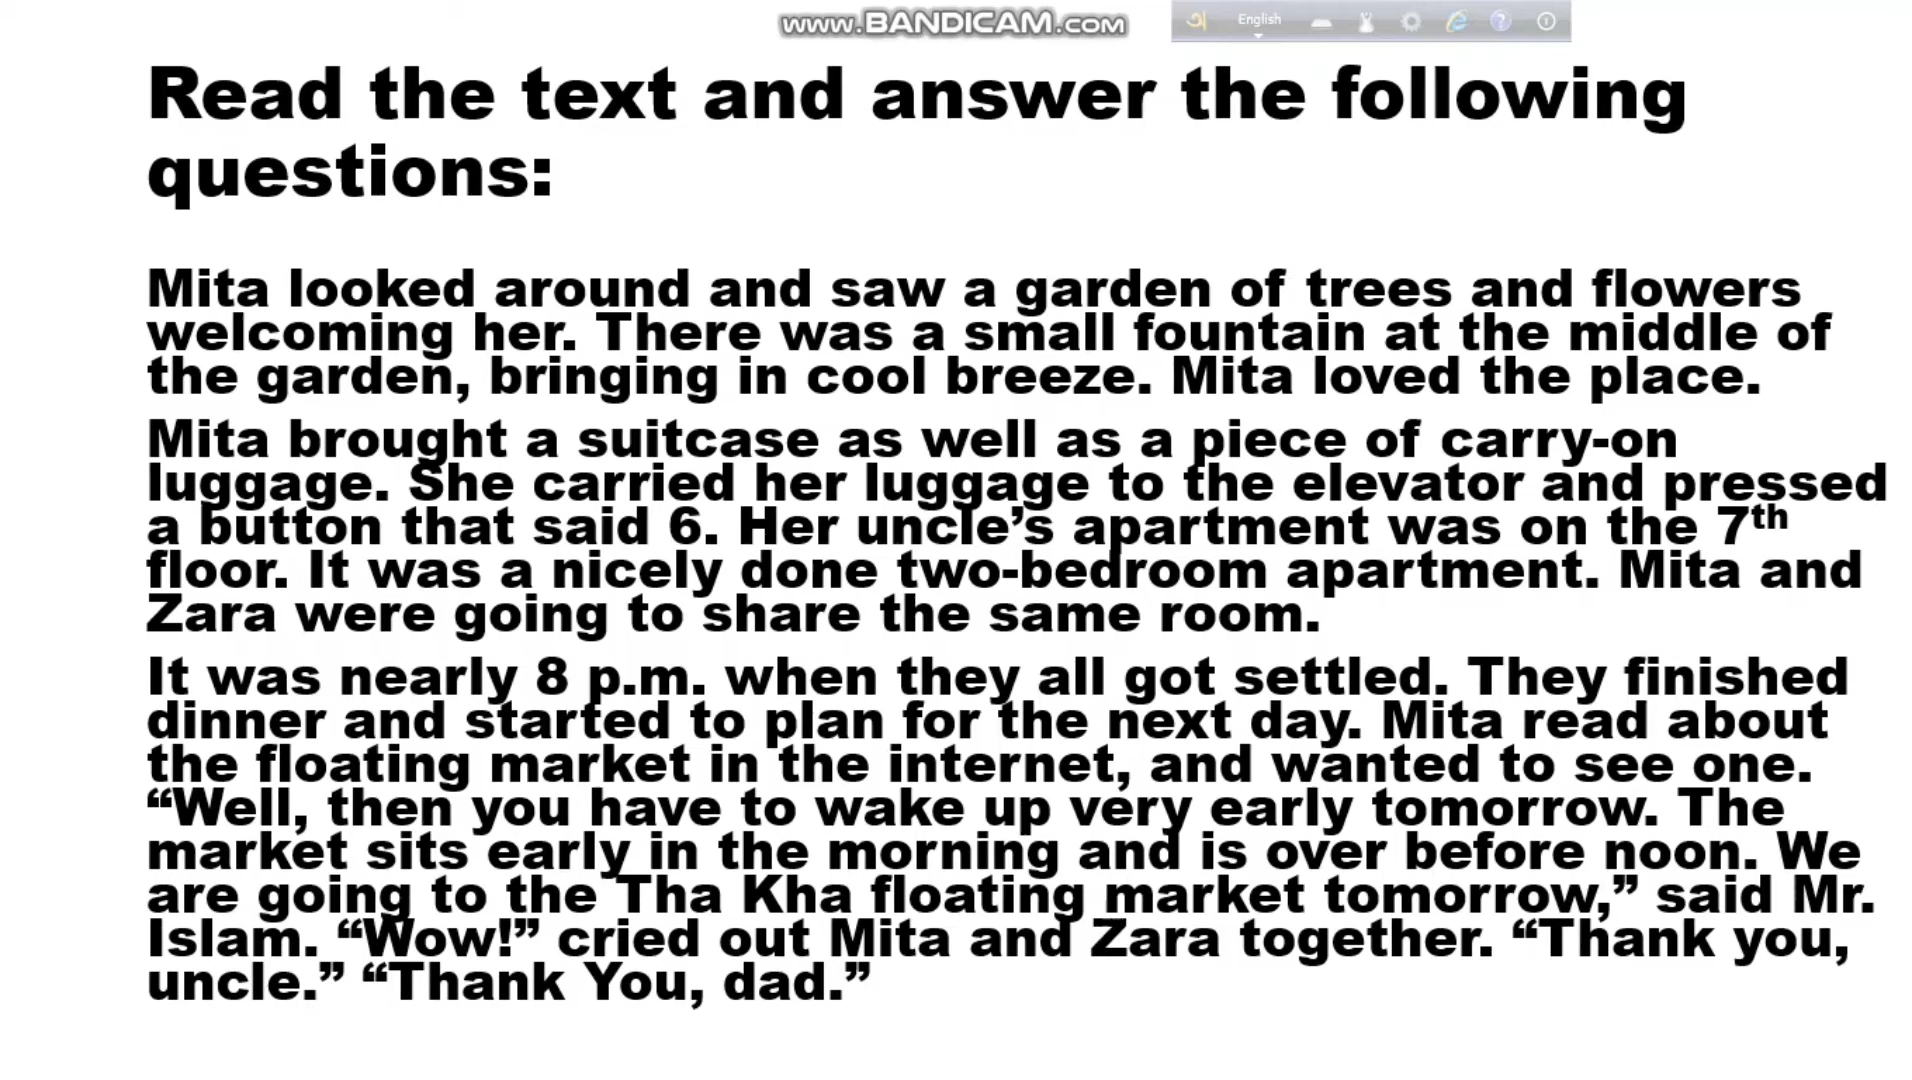 www.BANDICAM.com
English
Read the text and answer the following
questions:
Mita looked around and saw a garden of trees and flowers
welcoming her. There was a small fountain at the middle of
the garden, bringing in cool breeze. Mita loved the place.
Mita brought a suitcase as well as a piece of carry-on
luggage. She carried her luggage to the elevator and pressed
a button that said 6. Her uncle’s apartment was on the 7th
floor. It was a nicely done two-bedroom apartment. Mita and
Zara were going to share the same room.
It was nearly 8 p.m. when they all got settled. They finished
dinner and started to plan for the next day. Mita read about
the floating market in the internet, and wanted to see one.
“Well, then you have to wake up very early tomorrow. The
market sits early in the morning and is over before noon. We
are going to the Tha Kha floating market tomorrow,” said Mr.
Islam. “Wow!” cried out Mita and Zara together. “Thank you,
uncle.” “Thank You, dad.”